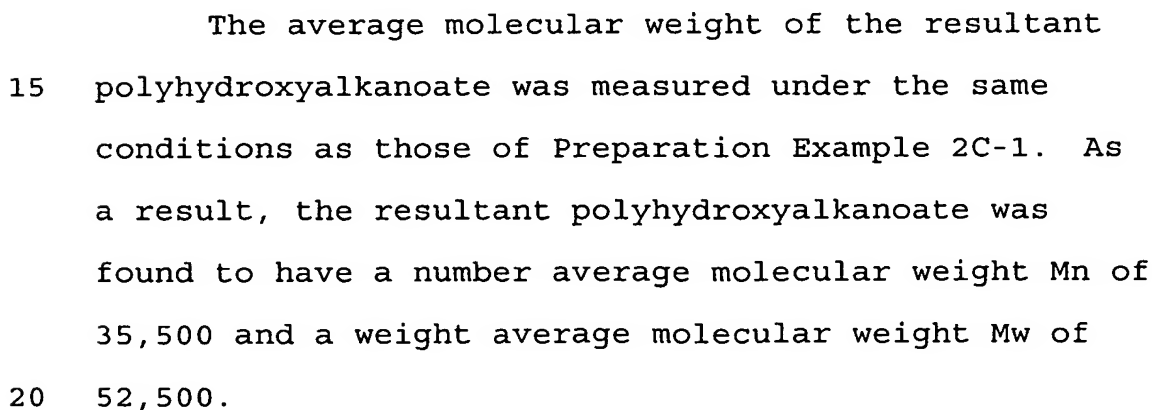 The average molecular weight of the resultant
15 polyhydroxyalkanoate was measured under the same
conditions as those of Preparation Example 2C-1. As
a result, the resultant polyhydroxyalkanoate was
found to have a number average molecular weight Mn of
35,500 and a weight average molecular weight Mw of
20 52,500.